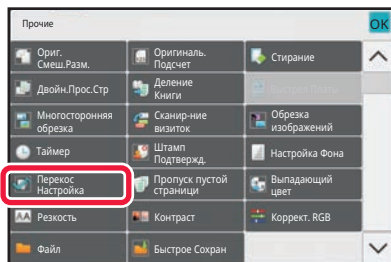 Прочие
OK
Ориг.
Смеш.Разм.
Оригиналь.
Подсчет
Стирание
Двойн.Прос.Стр
Деление
Книги
Многосторонняя
обрезка
Сканир-ние
визиток
Обрезка
изображений
Таймер
Штамп
Подтвержд.
Настройка Фона
Перекос
Настройка
Пропуск пустой
страници
Выпадающий
цвет
AA Резкость
Контраст
Коррект. RGB
Файл
Быстрое Сохран